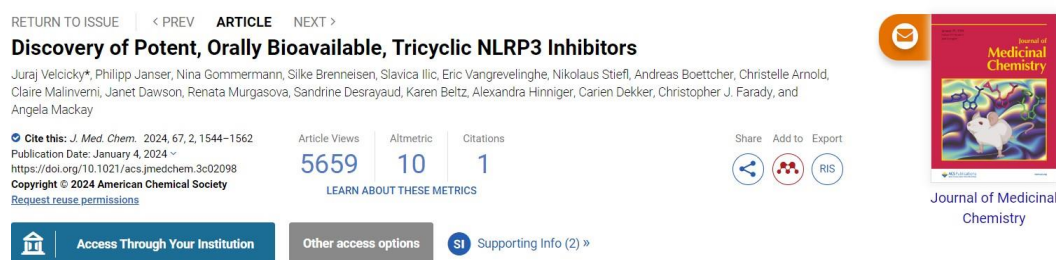 RETURN TO ISSUE < PREV ARTICLE NEXT >
Discovery of Potent, Orally Bioavailable, Tricyclic NLRP3 Inhibitors
Juraj Velcicky*, Philipp Janser, Nina Gommermann, Silke Brenneisen, Slavica Ilic, Eric Vangrevelinghe, Nikolaus Stiefl, Andreas Boettcher, Christelle Arnold,
Claire Malinverni, Janet Dawson, Renata Murgasova, Sandrine Desrayaud, Karen Beltz, Alexandra Hinniger, Carien Dekker, Christopher J. Farady, and
Angela Mackay
Cite this: J. Med. Chem. 2024, 67, 2, 1544–1562
Publication Date: January 4, 2024
https://doi.org/10.1021/acs.jmedchem.3c02098
Copyright © 2024 American Chemical Society
Request reuse permissions
Article Views Altmetric Citations
5659 10 1
LEARN ABOUT THESE METRICS
Share Add to Export
RIS
Access Through Your Institution
Other access options
SI Supporting Info (2) »
Journal of
Medicinal
Chemistry
Journal of Medicinal
Chemistry